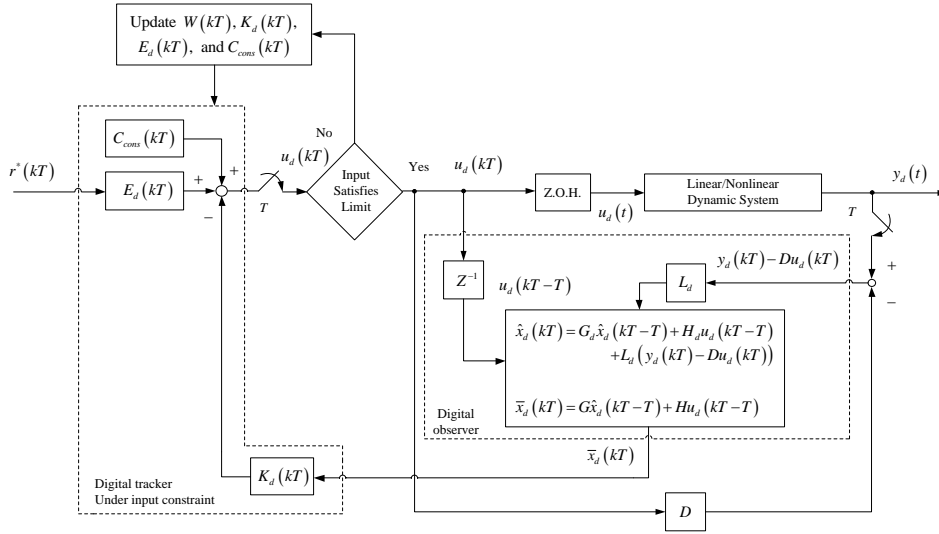 Update W(kT), K_d(kT),
E_d(kT), and C_cons(kT)
C_cons(kT)
No
r^*(kT)
E_d(kT)
+
+
−
T
u_d(kT)
Input
Satisfies
Limit
Yes
u_d(kT)
Z.O.H.
u_d(t)
Linear/Nonlinear
Dynamic System
y_d(t)
T
Z^{-1}
u_d(kT−T)
L_d
y_d(kT)−Du_d(kT)
+
−
x̂_d(kT)=G_d x̂_d(kT−T)+H_d u_d(kT−T)
+L_d(y_d(kT)−Du_d(kT))
x̄_d(kT)=Gx̂_d(kT−T)+Hu_d(kT−T)
Digital
observer
x̄_d(kT)
K_d(kT)
Digital tracker
Under input constraint
D